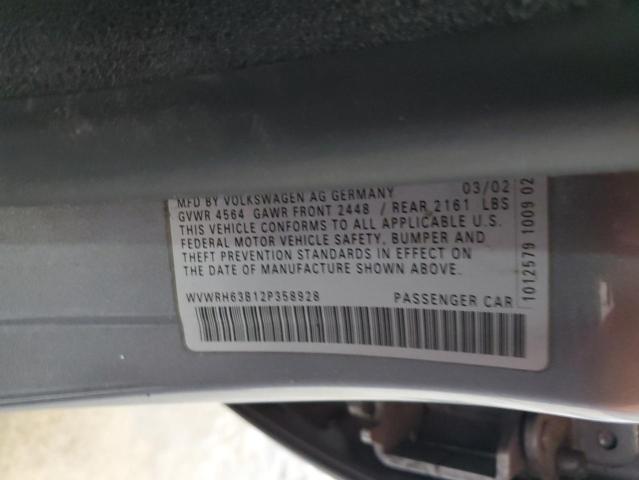 MFD BY VOLKSWAGEN AG GERMANY 03/02
GVWR 4564 GAWR FRONT 2448 / REAR 2161 LBS
THIS VEHICLE CONFORMS TO ALL APPLICABLE U.S.
FEDERAL MOTOR VEHICLE SAFETY, BUMPER AND
THEFT PREVENTION STANDARDS IN EFFECT ON
THE DATE OF MANUFACTURE SHOWN ABOVE.
WVWRH63B12P358928 PASSENGER CAR
1012579 1009 02